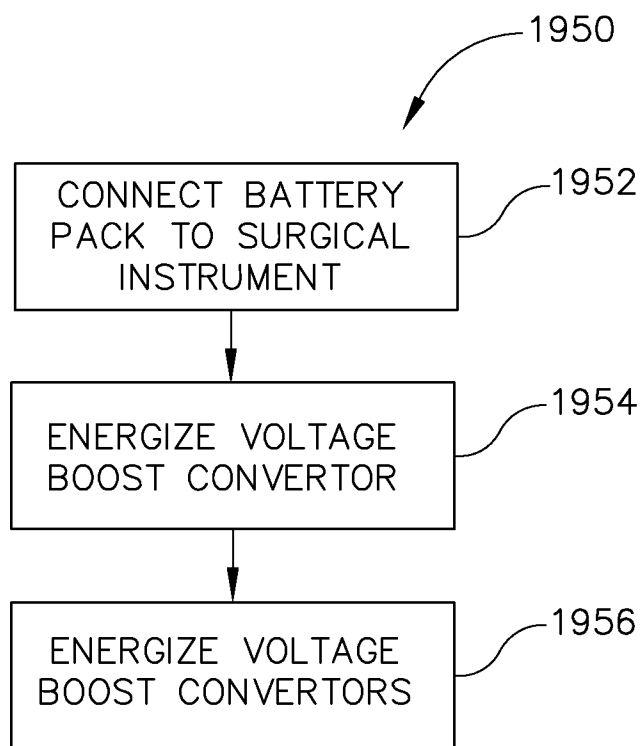 1950
CONNECT BATTERY
PACK TO SURGICAL
INSTRUMENT
1952
ENERGIZE VOLTAGE
BOOST CONVERTOR
1954
ENERGIZE VOLTAGE
BOOST CONVERTORS
1956